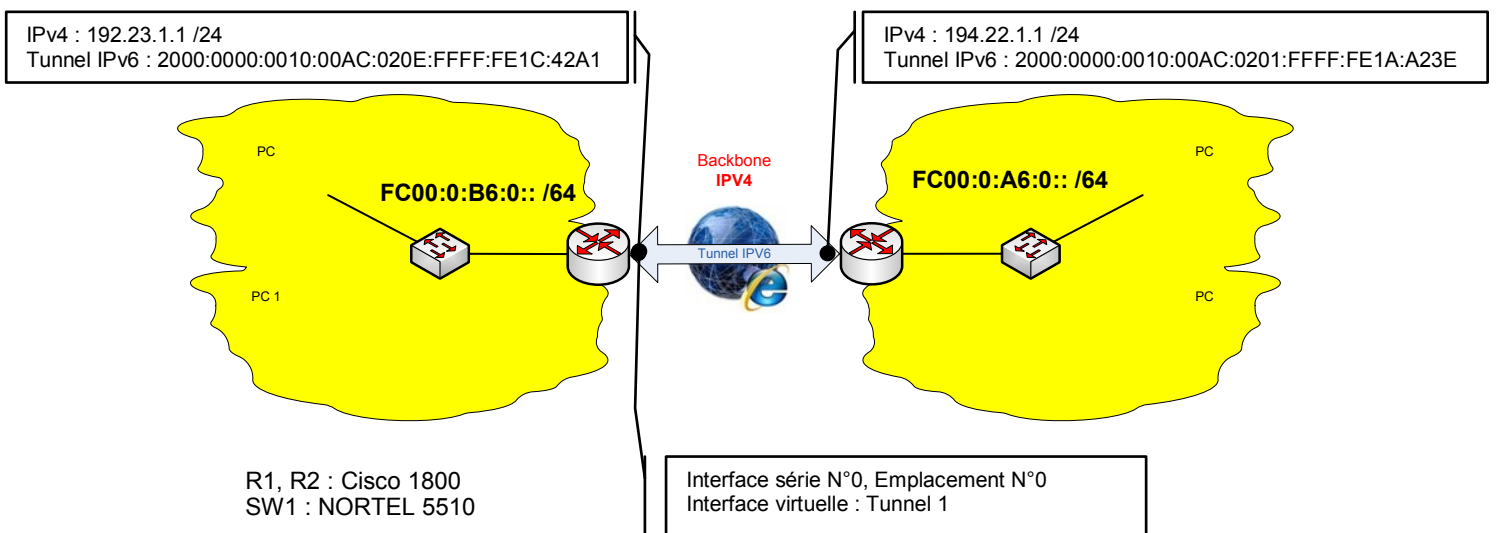 IPv4 : 192.23.1.1 /24
Tunnel IPv6 : 2000:0000:0010:00AC:020E:FFFF:FE1C:42A1
IPv4 : 194.22.1.1 /24
Tunnel IPv6 : 2000:0000:0010:00AC:0201:FFFF:FE1A:A23E
PC
FC00:0:B6:0:: /64
PC 1
Backbone
IPV4
Tunnel IPV6
PC
FC00:0:A6:0:: /64
PC
R1, R2 : Cisco 1800
SW1 : NORTEL 5510
Interface série N°0, Emplacement N°0
Interface virtuelle : Tunnel 1